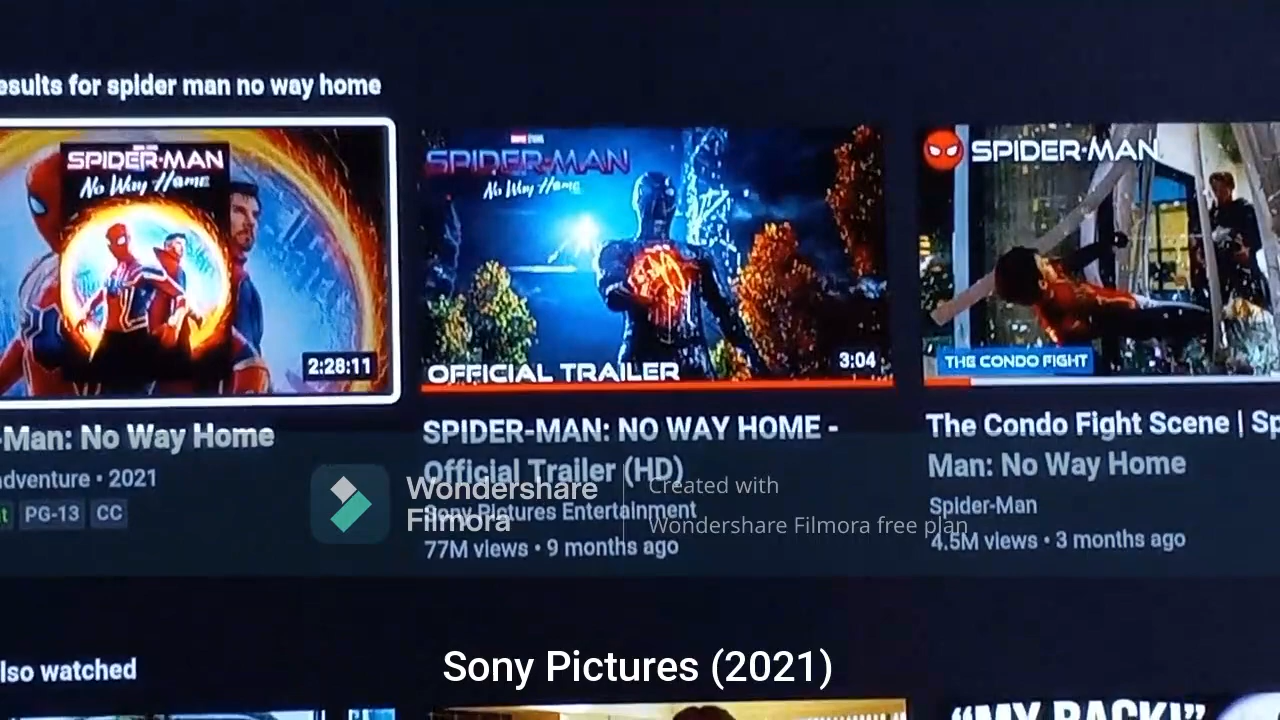 esults for spider man no way home
SPIDER-MAN
No Way Home
2:28:11
-Man: No Way Home
dventure • 2021
t PG-13 CC
SPIDER-MAN
No Way Home
OFFICIAL TRAILER
3:04
SPIDER-MAN: NO WAY HOME -
Official Trailer (HD)
Sony Pictures Entertainment
77M views • 9 months ago
SPIDER-MAN
THE CONDO FIGHT
The Condo Fight Scene | Sp
Man: No Way Home
Spider-Man
4.5M views • 3 months ago
Wondershare
Filmora
Created with
Wondershare Filmora free plan
lso watched
Sony Pictures (2021)
“MY BACK!”